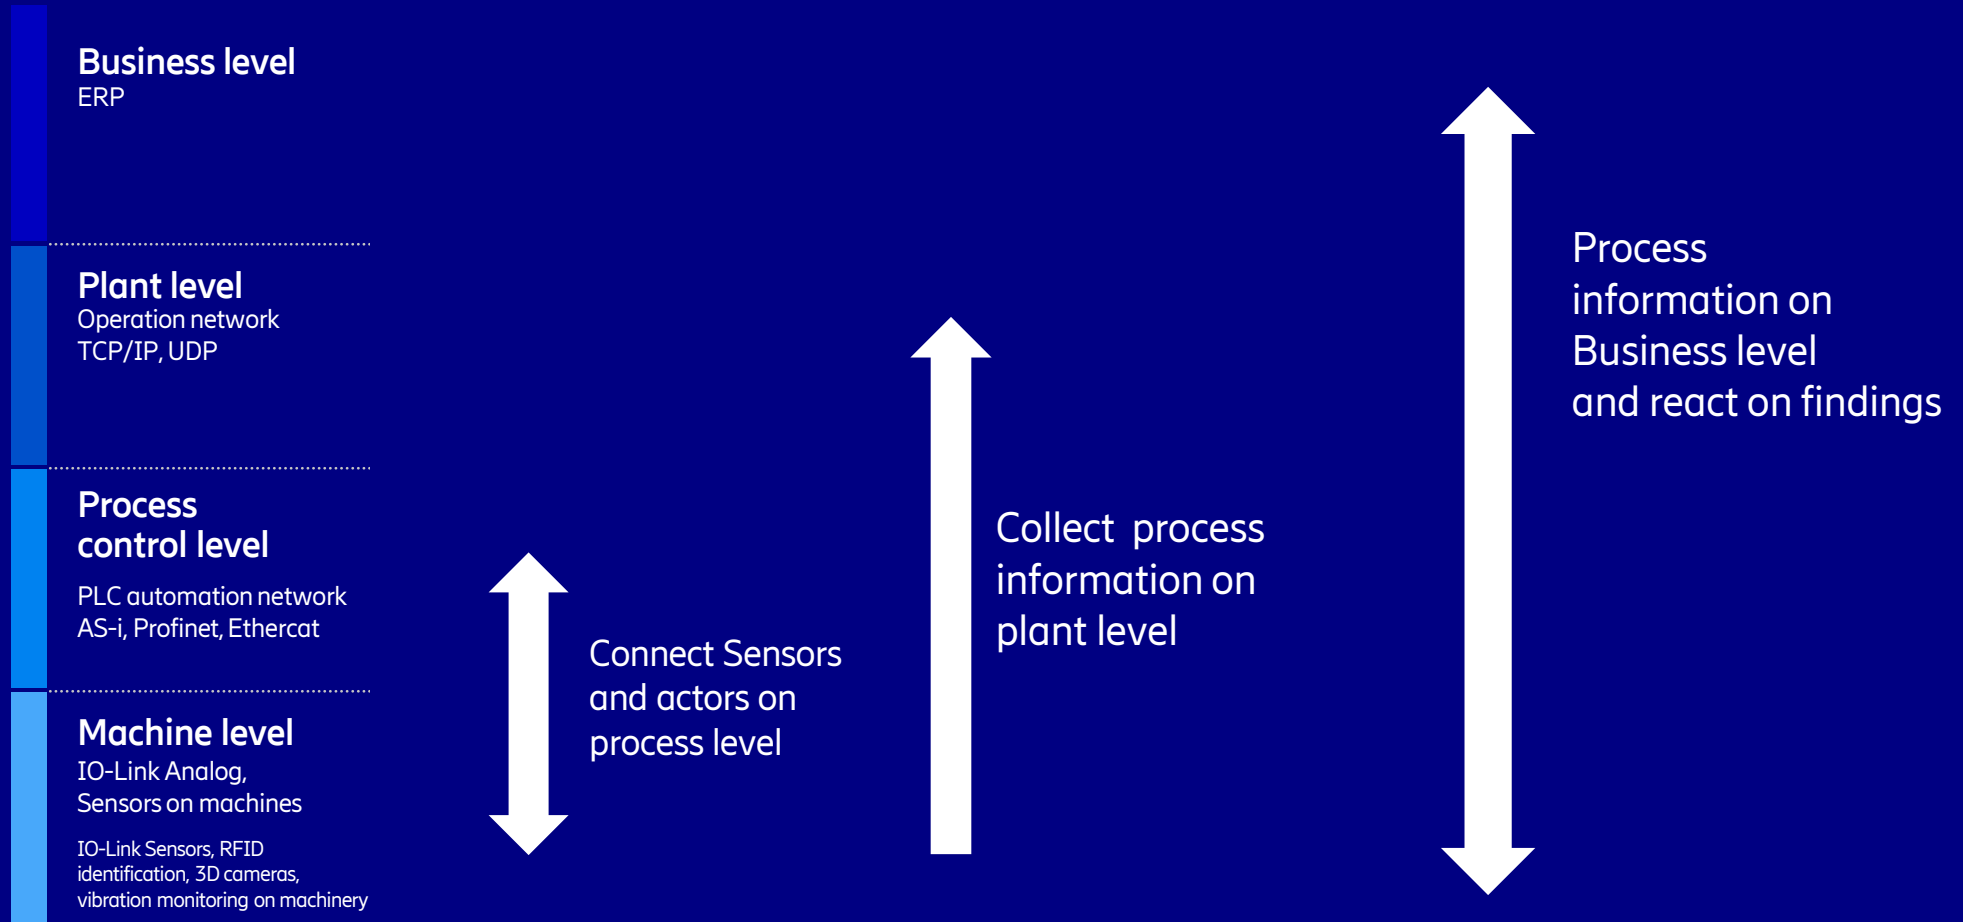 Business level
ERP
Plant level
Operation network
TCP/IP, UDP
Process
control level
PLC automation network
AS-i, Profinet, Ethercat
Machine level
IO-Link Analog,
Sensors on machines
IO-Link Sensors, RFID
identification, 3D cameras,
vibration monitoring on machinery
Connect Sensors
and actors on
process level
Collect process
information on
plant level
Process
information on
Business level
and react on findings